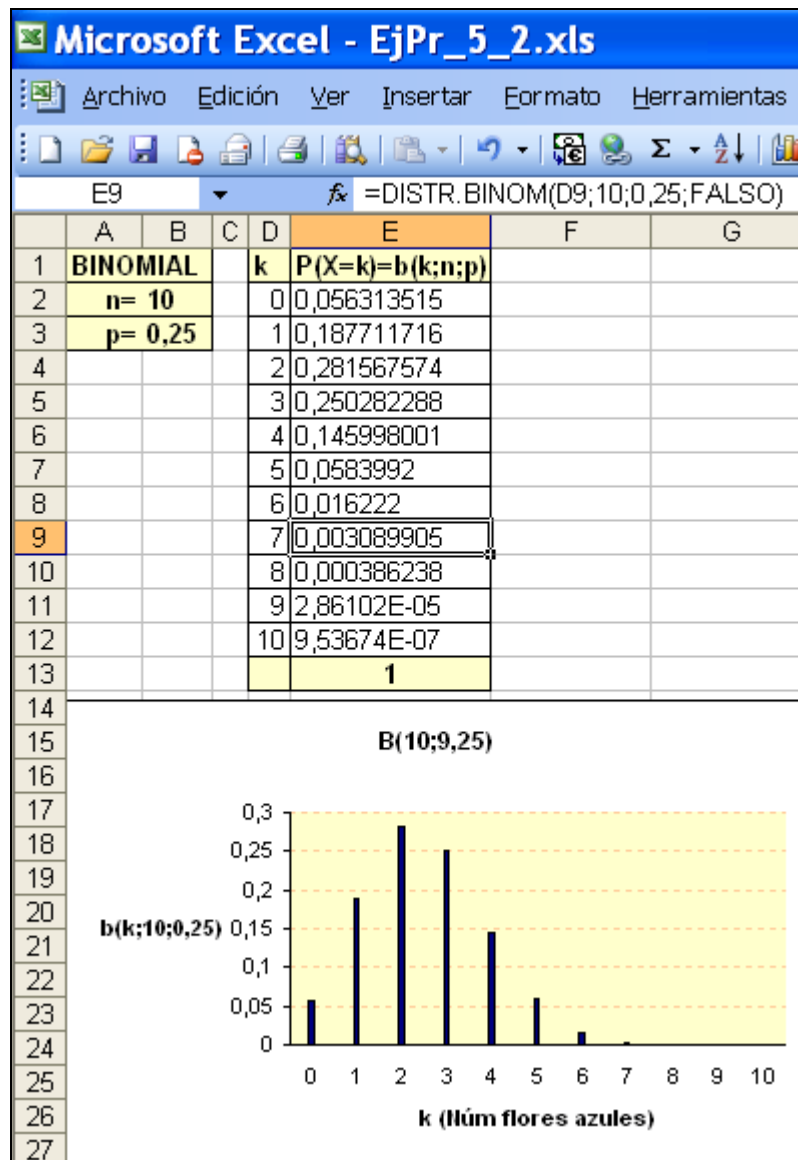 Microsoft Excel - EjPr_5_2.xls
Archivo Edición Ver Insertar Formato Herramientas
E9 fx =DISTR.BINOM(D9;10;0,25;FALSO)
A B C D E F G
1 BINOMIAL k P(X=k)=b(k;n;p)
2 n= 10 0 0,056313515
3 p= 0,25 1 0,187711716
4 2 0,281567574
5 3 0,250282288
6 4 0,145998001
7 5 0,0583992
8 6 0,016222
9 7 0,003089905
10 8 0,000386238
11 9 2,86102E-05
12 10 9,53674E-07
13 1
14
15 B(10;9,25)
16
17 0,3
18 0,25
19 0,2
20 b(k;10;0,25) 0,15
21
22 0,1
23 0,05
24 0
25 0 1 2 3 4 5 6 7 8 9 10
26 k (Núm flores azules)
27